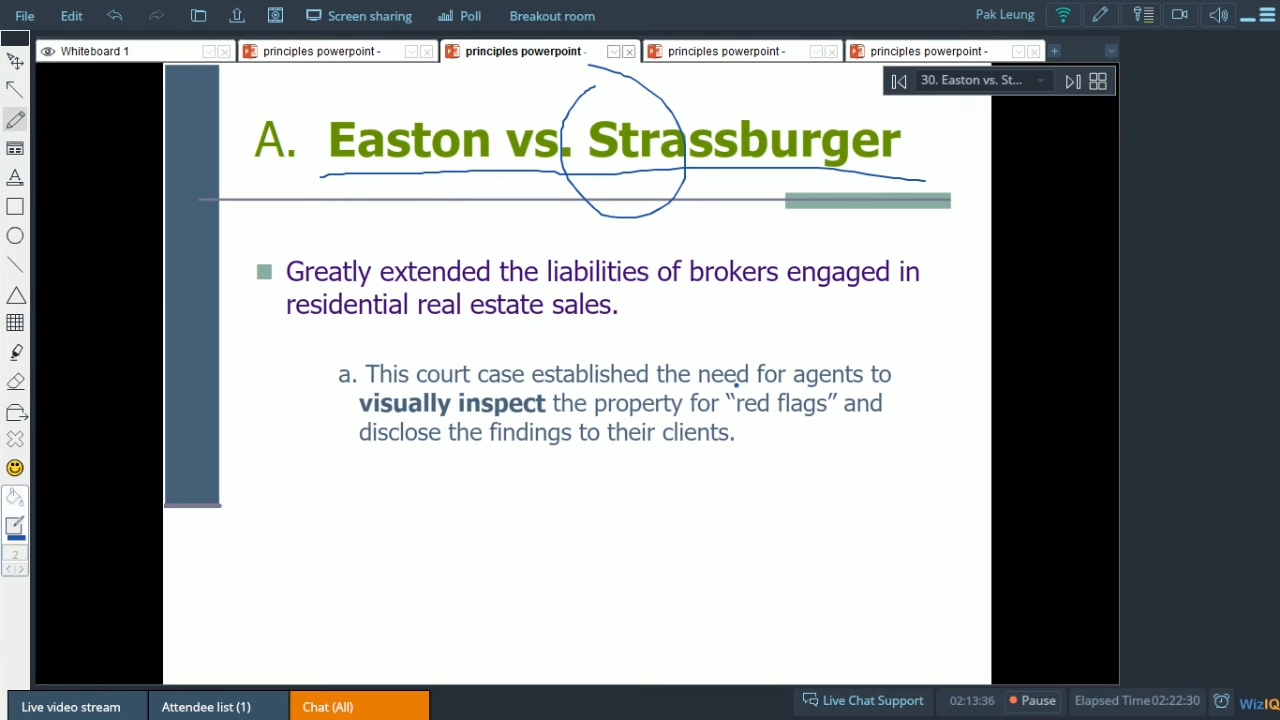 File Edit Screen sharing Poll Breakout room Pak Leung
Whiteboard 1 principles powerpoint - principles powerpoint - principles powerpoint - principles powerpoint -
30. Easton vs. St...
A. Easton vs. Strassburger
Greatly extended the liabilities of brokers engaged in
residential real estate sales.
a. This court case established the need for agents to
visually inspect the property for “red flags” and
disclose the findings to their clients.
2
Live video stream Attendee list (1) Chat (All) Live Chat Support 02:13:36 Pause Elapsed Time 02:22:30 WizIQ